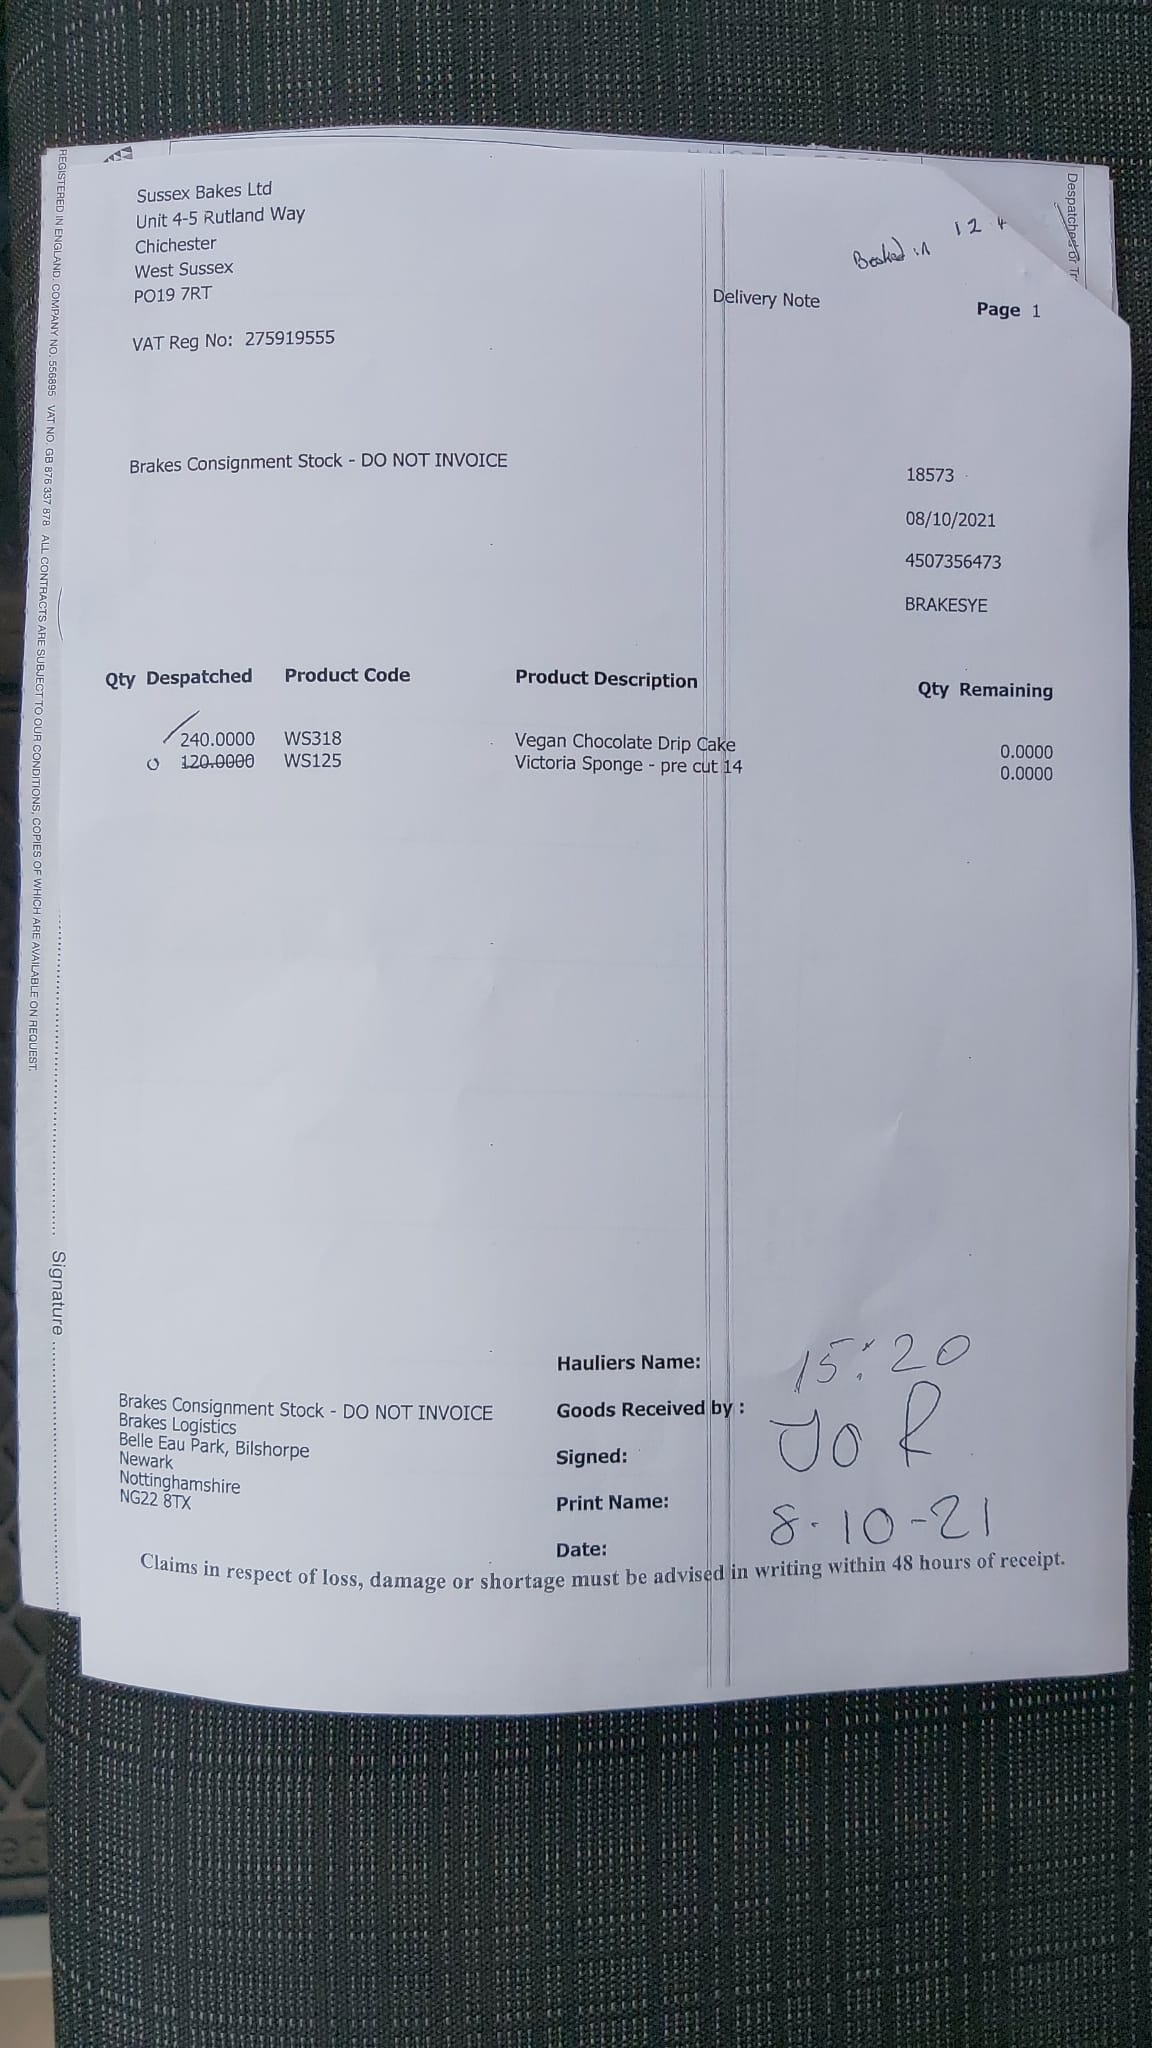 Sussex Bakes Ltd
Unit 4-5 Rutland Way
Chichester
West Sussex
PO19 7RT
VAT Reg No: 275919555
Booked in
Delivery Note
Page 1
Despatched or Tr
Brakes Consignment Stock - DO NOT INVOICE
18573
08/10/2021
4507356473
BRAKESYE
Qty Despatched Product Code Product Description Qty Remaining
240.0000 WS318 Vegan Chocolate Drip Cake 0.0000
0 120.0000 WS125 Victoria Sponge - pre cut 14 0.0000
Hauliers Name: 15:20
Goods Received by :
Signed: Jo R
Print Name:
Date: 8-10-21
Brakes Consignment Stock - DO NOT INVOICE
Brakes Logistics
Belle Eau Park, Bilshorpe
Newark
Nottinghamshire
NG22 8TX
Claims in respect of loss, damage or shortage must be advised in writing within 48 hours of receipt.
REGISTERED IN ENGLAND. COMPANY NO. 556895 VAT NO. GB 876 337 878 ALL CONTRACTS ARE SUBJECT TO OUR CONDITIONS, COPIES OF WHICH ARE AVAILABLE ON REQUEST.
Signature